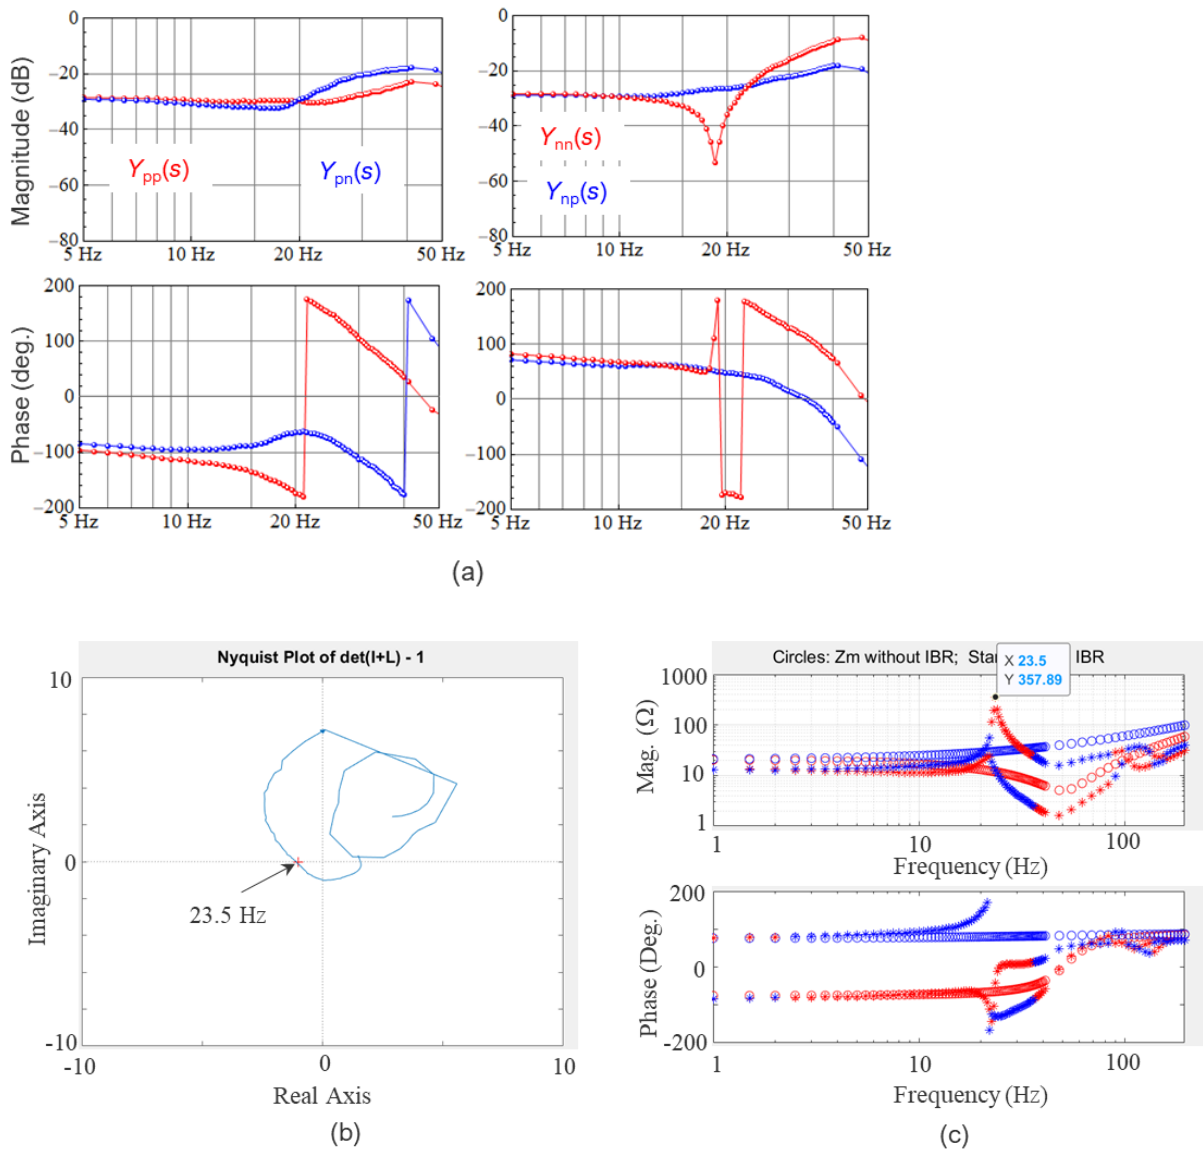 Magnitude (dB)
0
−20
−40
−60
−80
Ypp(s)
Ypn(s)
5 Hz
10 Hz
20 Hz
50 Hz
0
−20
−40
−60
−80
Ynn(s)
Ynp(s)
5 Hz
10 Hz
20 Hz
50 Hz
Phase (deg.)
200
100
0
−100
−200
5 Hz
10 Hz
20 Hz
50 Hz
200
100
0
−100
−200
5 Hz
10 Hz
20 Hz
50 Hz
(a)
Nyquist Plot of det(I+L) - 1
Imaginary Axis
10
0
-10
23.5 Hz
-10
0
10
Real Axis
(b)
Circles: Zm without IBR; Star
IBR
X 23.5
Y 357.89
Mag. (Ω)
1000
100
10
1
1
10
100
Frequency (Hz)
Phase (Deg.)
200
0
-200
1
10
100
Frequency (Hz)
(c)